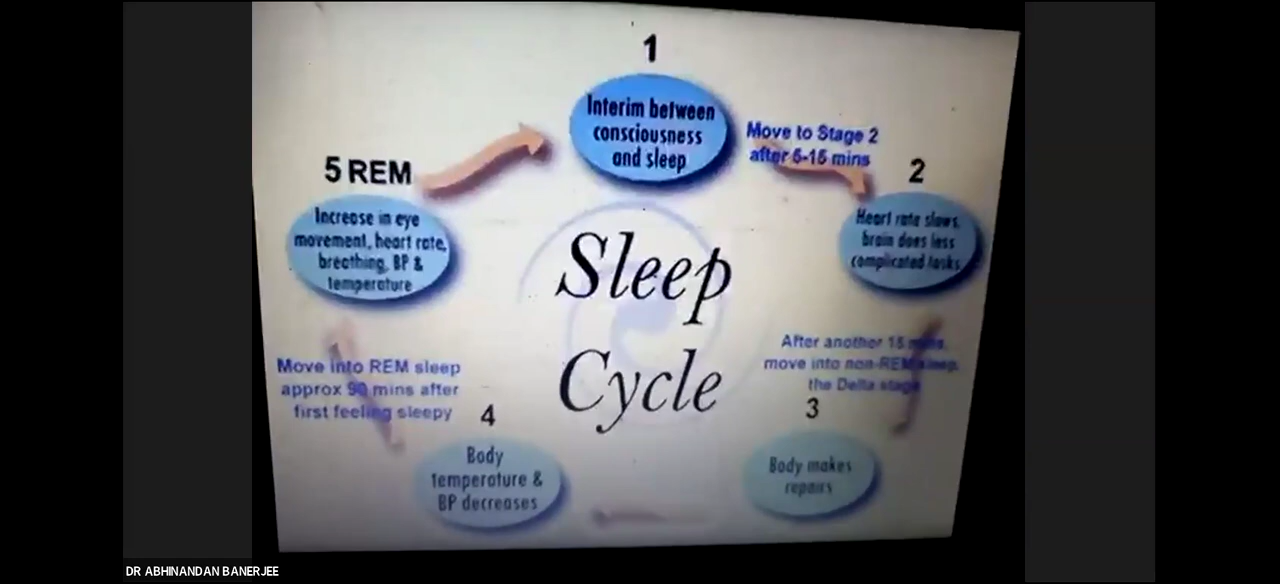 1
Interim between
consciousness
and sleep
Move to Stage 2
after 5-15 mins
2
Heart rate slows,
brain does less
complicated tasks
After another 15 mins,
move into non-REM sleep,
the Delta stage
3
Body makes
repairs
4
Body
temperature &
BP decreases
Move into REM sleep
approx 90 mins after
first feeling sleepy
5 REM
Increase in eye
movement, heart rate,
breathing, BP &
temperature
Sleep
Cycle
DR ABHINANDAN BANERJEE